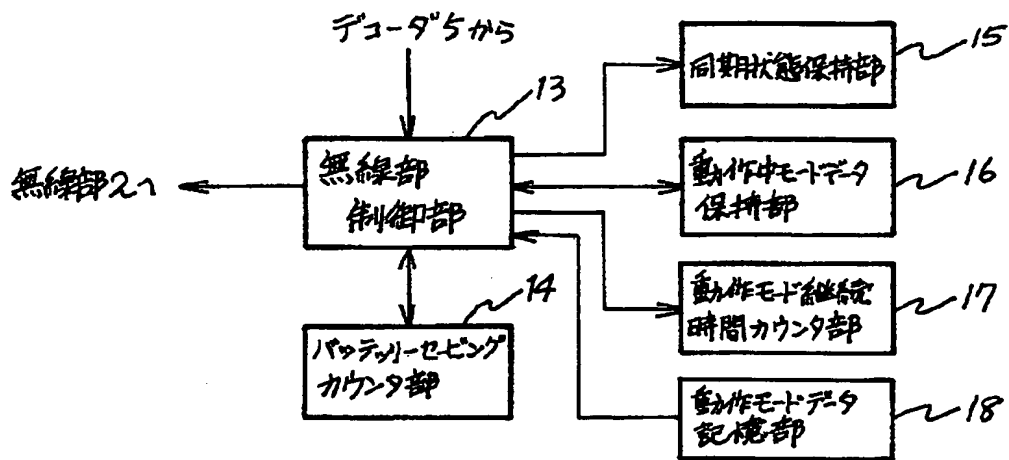 デコーダ5から
13
無線部
制御部
無線部2へ
14
バッテリーセービング
カウンタ部
15
同期状態保持部
16
動作中モードデータ
保持部
17
動作モード継続
時間カウンタ部
18
動作モードデータ
記憶部